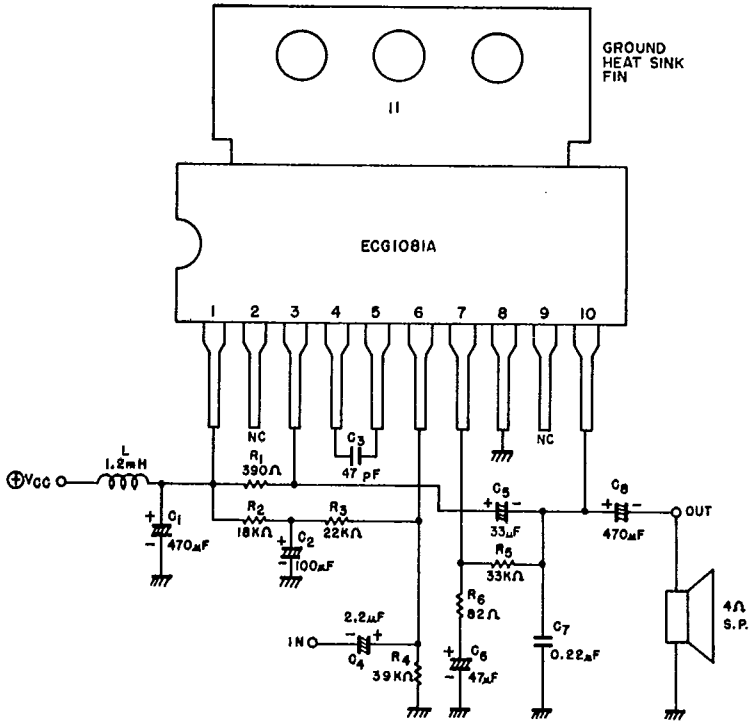 GROUND
HEAT SINK
FIN
11
ECG1081A
1 2 3 4 5 6 7 8 9 10
NC
NC
C3
47 pF
L
1.2mH
⊕VCC
R1
390Ω
+ C1
- 470µF
R2
18KΩ
R3
22KΩ
+ C2
- 100µF
C5
+ -
33µF
R5
33KΩ
C8
+ -
470µF
OUT
R6
82Ω
2.2µF
IN
- +
C4
R4
39KΩ
+ C6
- 47µF
C7
0.22µF
4Ω
S.P.